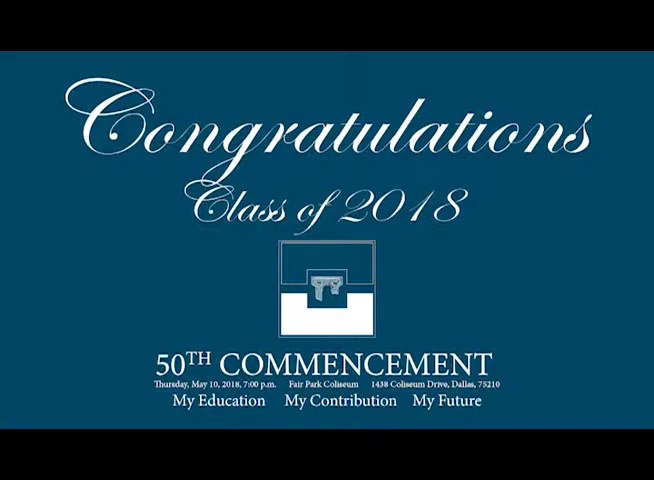 Congratulations
Class of 2018
50TH COMMENCEMENT
Thursday, May 10, 2018, 7:00 p.m. Fair Park Coliseum 1438 Coliseum Drive, Dallas, 75210
My Education My Contribution My Future